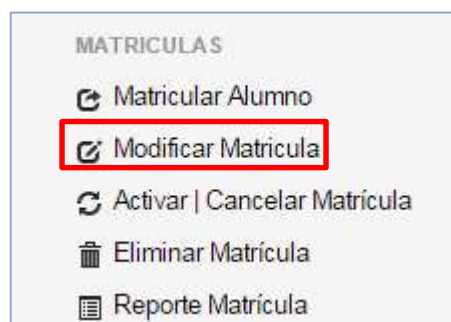 MATRICULAS
Matricular Alumno
Modificar Matricula
Activar | Cancelar Matrícula
Eliminar Matrícula
Reporte Matrícula